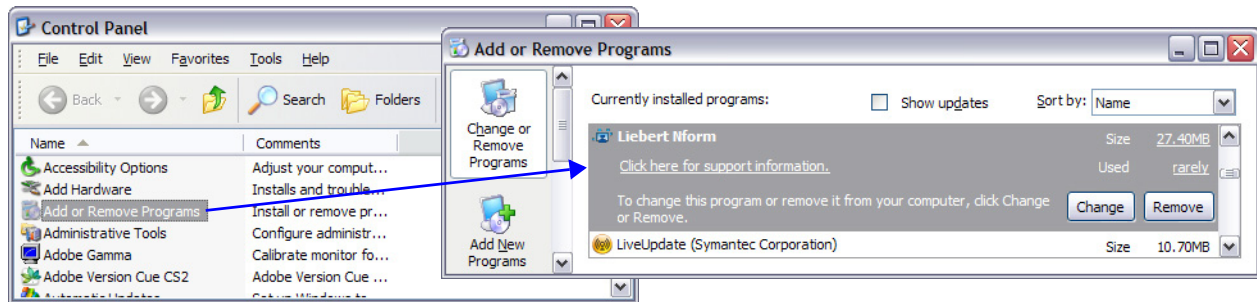 Control Panel
File Edit View Favorites Tools Help
Back Search Folders
Name Comments
Accessibility Options Adjust your comput...
Add Hardware Installs and trouble...
Add or Remove Programs Install or remove pr...
Administrative Tools Configure administr...
Adobe Gamma Calibrate monitor fo...
Adobe Version Cue CS2 Adobe Version Cue ...
Add or Remove Programs
Change or
Remove
Programs
Add New
Programs
Currently installed programs: Show updates Sort by: Name
Liebert Nform Size 27.40MB
Click here for support information. Used rarely
To change this program or remove it from your computer, click Change
or Remove.
Change Remove
LiveUpdate (Symantec Corporation) Size 10.70MB